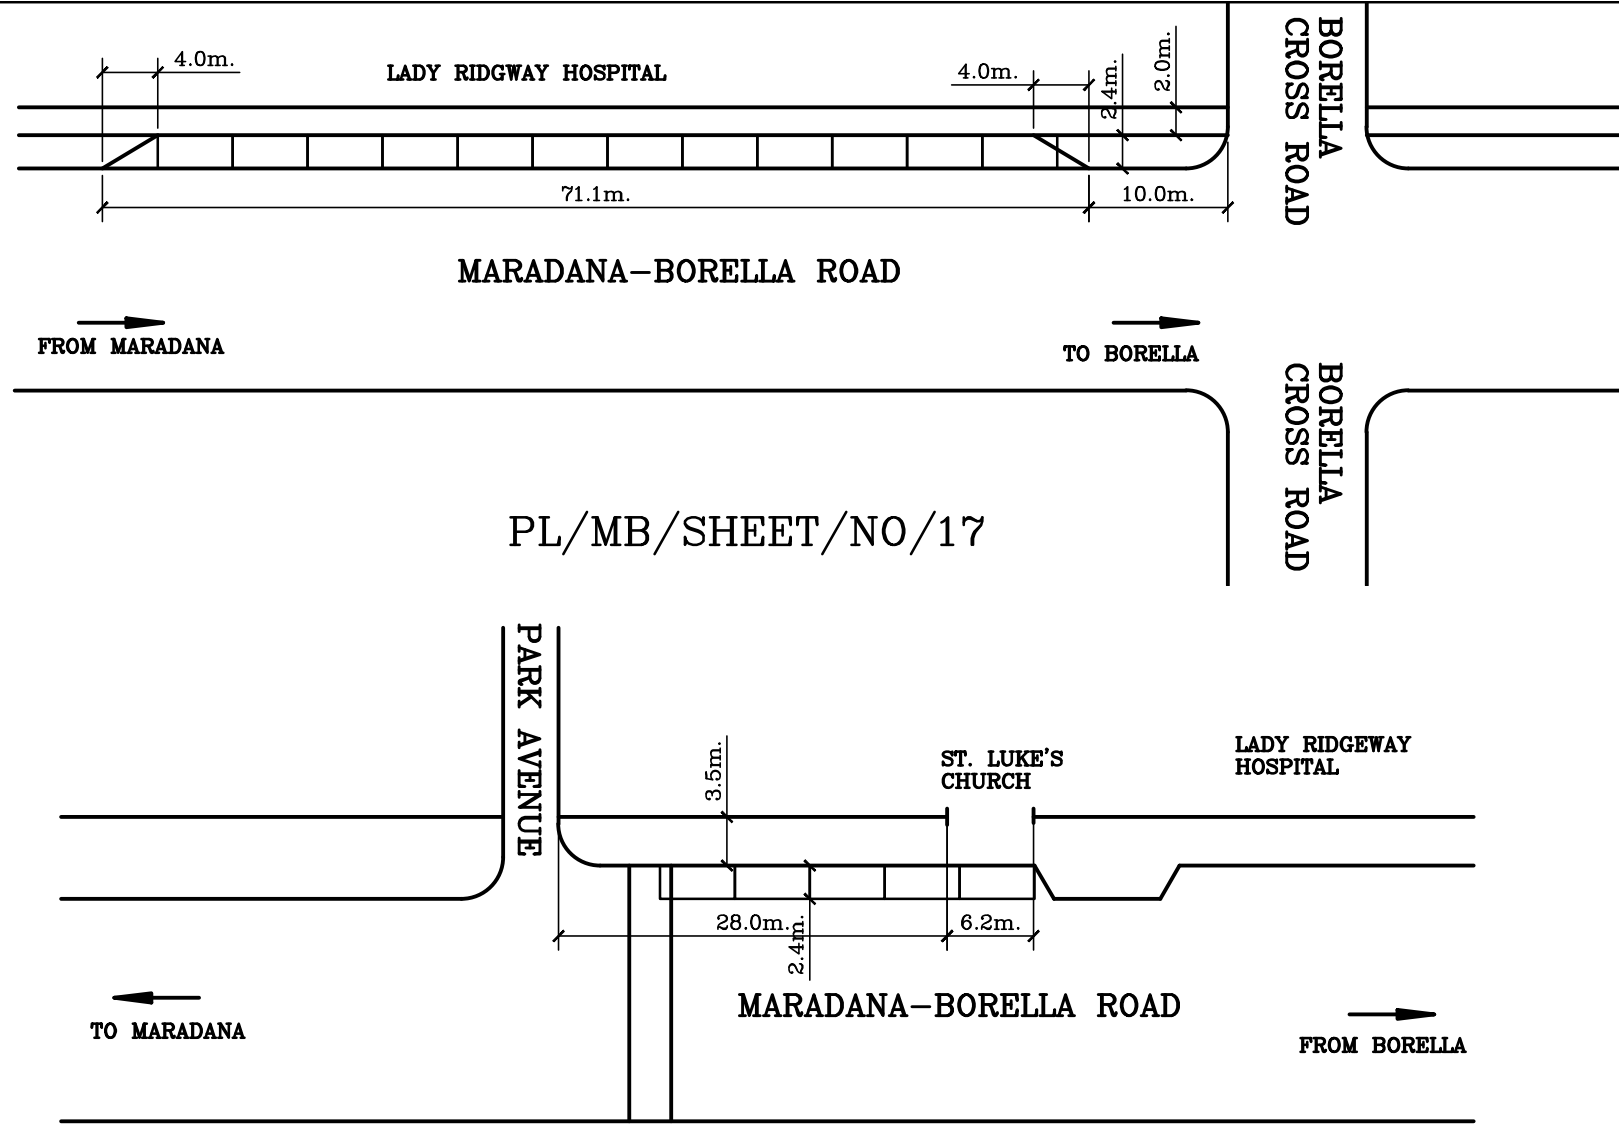 4.0m.
LADY RIDGWAY HOSPITAL
4.0m.
2.4m.
2.0m.
BORELLA
CROSS ROAD
71.1m.
10.0m.
MARADANA-BORELLA ROAD
FROM MARADANA
TO BORELLA
BORELLA
CROSS ROAD
PL/MB/SHEET/NO/17
PARK AVENUE
3.5m.
ST. LUKE'S
CHURCH
LADY RIDGEWAY
HOSPITAL
28.0m.
2.4m.
6.2m.
MARADANA-BORELLA ROAD
TO MARADANA
FROM BORELLA